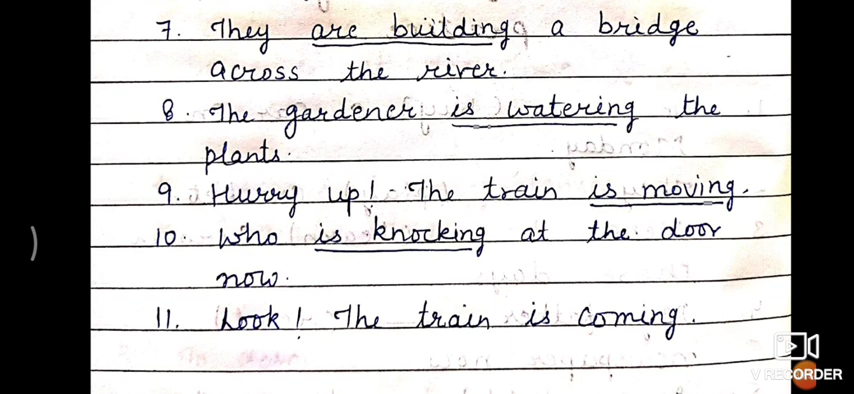 7. They are building a bridge
across the river.
8. The gardener is watering the
plants.
9. Hurry up! The train is moving.
10. Who is knocking at the door
now.
11. Look! The train is coming.
V RECORDER